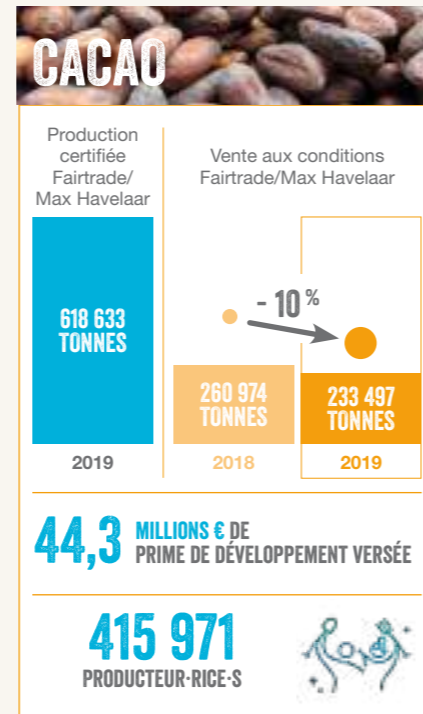 CACAO
Production
certifiée
Fairtrade/
Max Havelaar
Vente aux conditions
Fairtrade/Max Havelaar
618 633
TONNES
- 10 %
260 974
TONNES
233 497
TONNES
2019
2018
2019
44,3 MILLIONS € DE
PRIME DE DÉVELOPPEMENT VERSÉE
415 971
PRODUCTEUR·RICE·S